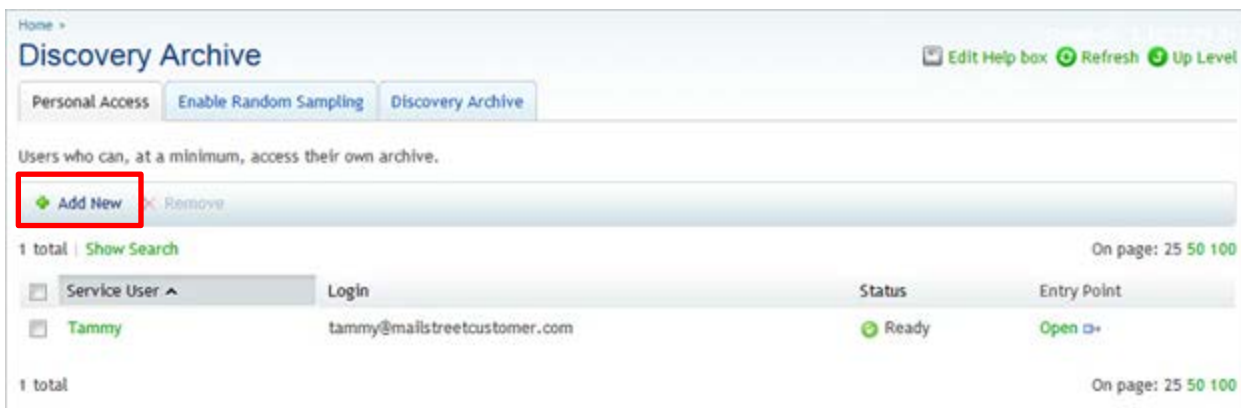 Home »
Discovery Archive
Edit Help box Refresh Up Level
Personal Access Enable Random Sampling Discovery Archive
Users who can, at a minimum, access their own archive.
Add New Remove
1 total | Show Search On page: 25 50 100
Service User Login Status Entry Point
Tammy tammy@mailstreetcustomer.com Ready Open
1 total On page: 25 50 100